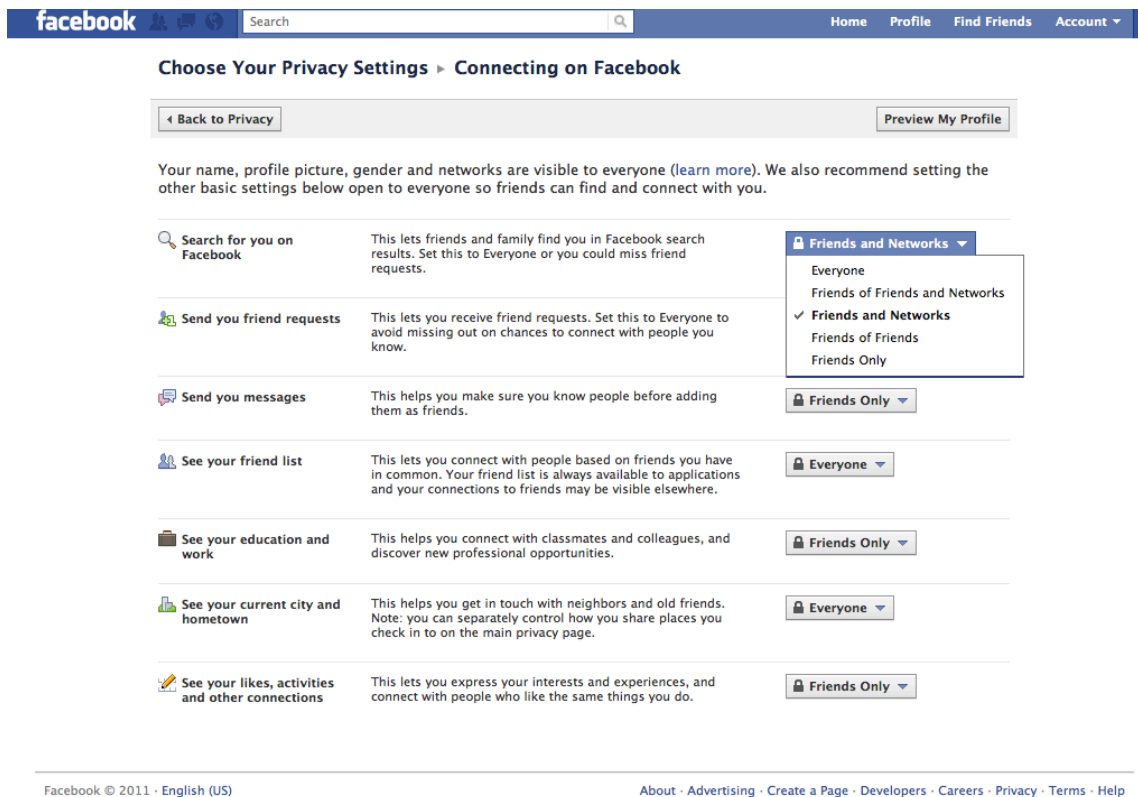 facebook Search Home Profile Find Friends Account
Choose Your Privacy Settings ▸ Connecting on Facebook
Back to Privacy Preview My Profile
Your name, profile picture, gender and networks are visible to everyone (learn more). We also recommend setting the
other basic settings below open to everyone so friends can find and connect with you.
Search for you on
Facebook
This lets friends and family find you in Facebook search
results. Set this to Everyone or you could miss friend
requests.
Friends and Networks
Everyone
Friends of Friends and Networks
✓ Friends and Networks
Friends of Friends
Friends Only
Send you friend requests
This lets you receive friend requests. Set this to Everyone to
avoid missing out on chances to connect with people you
know.
Send you messages
This helps you make sure you know people before adding
them as friends.
Friends Only
See your friend list
This lets you connect with people based on friends you have
in common. Your friend list is always available to applications
and your connections to friends may be visible elsewhere.
Everyone
See your education and
work
This helps you connect with classmates and colleagues, and
discover new professional opportunities.
Friends Only
See your current city and
hometown
This helps you get in touch with neighbors and old friends.
Note: you can separately control how you share places you
check in to on the main privacy page.
Everyone
See your likes, activities
and other connections
This lets you express your interests and experiences, and
connect with people who like the same things you do.
Friends Only
Facebook © 2011 · English (US) About · Advertising · Create a Page · Developers · Careers · Privacy · Terms · Help